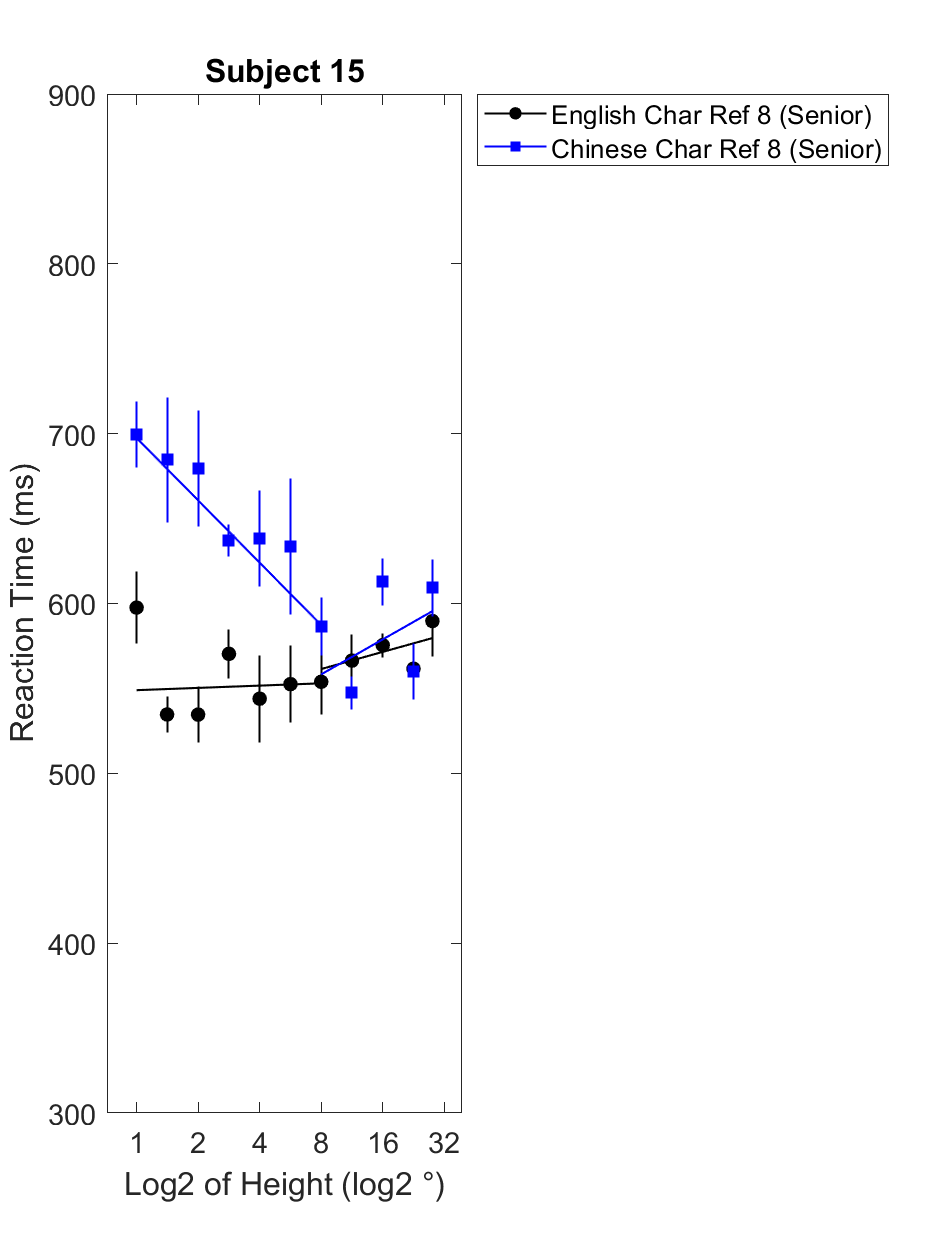 Subject 15
English Char Ref 8 (Senior)
Chinese Char Ref 8 (Senior)
900
800
700
600
500
400
300
Reaction Time (ms)
1 2 4 8 16 32
Log2 of Height (log2 °)